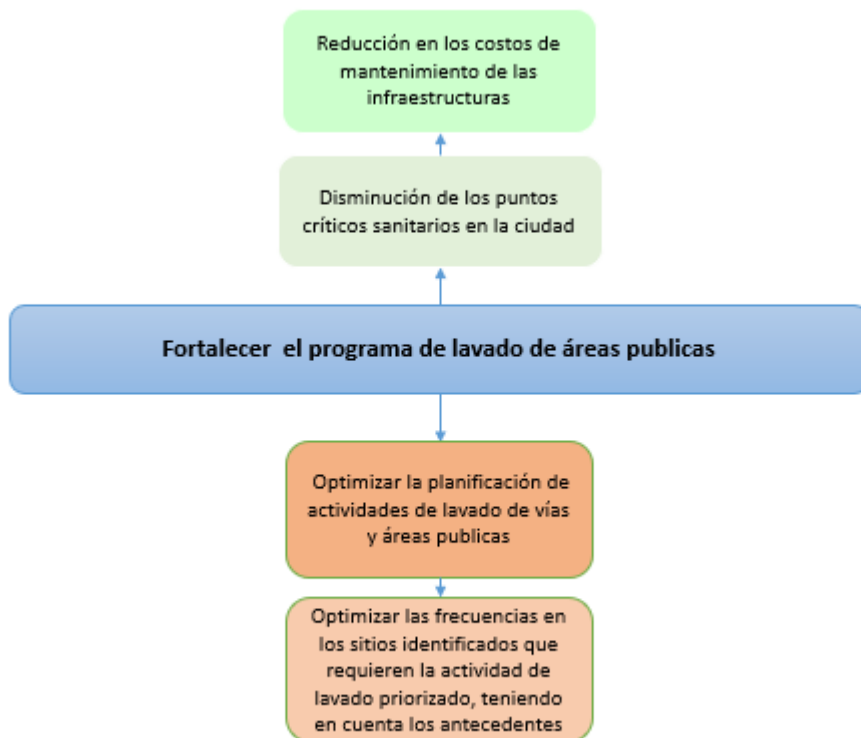 Reducción en los costos de
mantenimiento de las
infraestructuras
Disminución de los puntos
críticos sanitarios en la ciudad
Fortalecer  el programa de lavado de áreas publicas
Optimizar la planificación de
actividades de lavado de vías
y áreas publicas
Optimizar las frecuencias en
los sitios identificados que
requieren la actividad de
lavado priorizado, teniendo
en cuenta los antecedentes